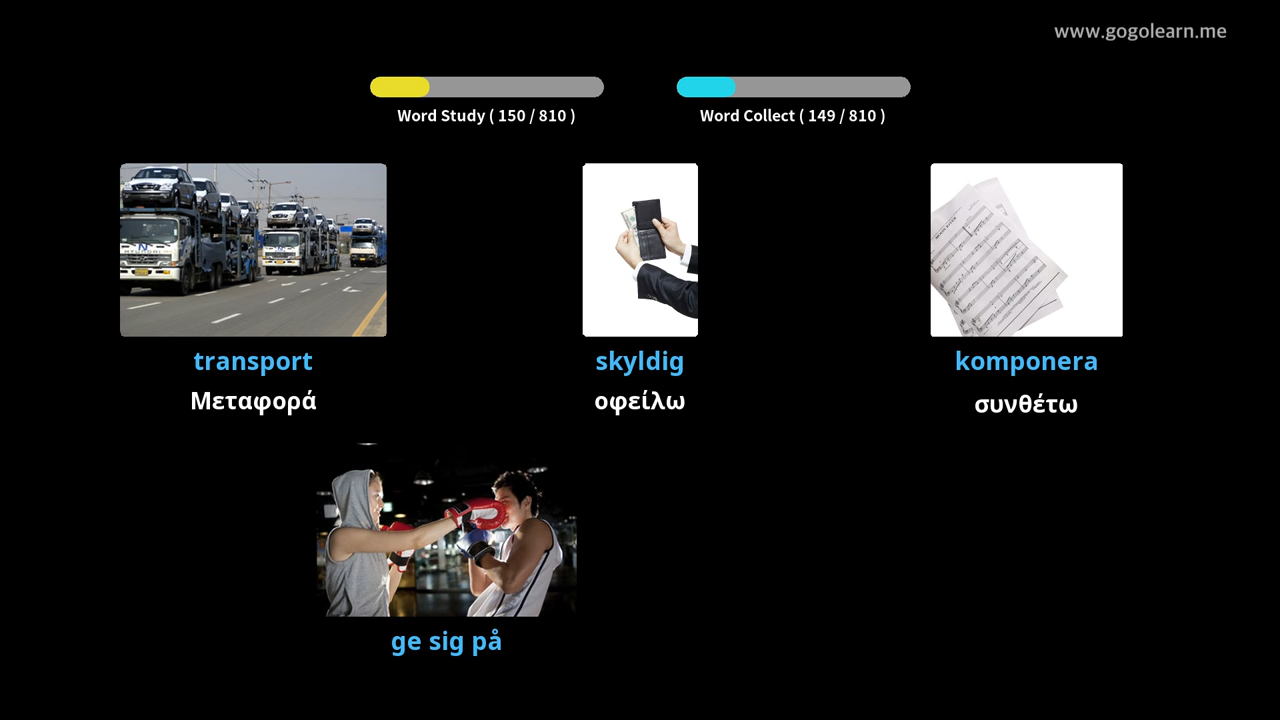 www.gogolearn.me
Word Study ( 150 / 810 )
Word Collect ( 149 / 810 )
transport
Μεταφορά
skyldig
οφείλω
komponera
συνθέτω
ge sig på